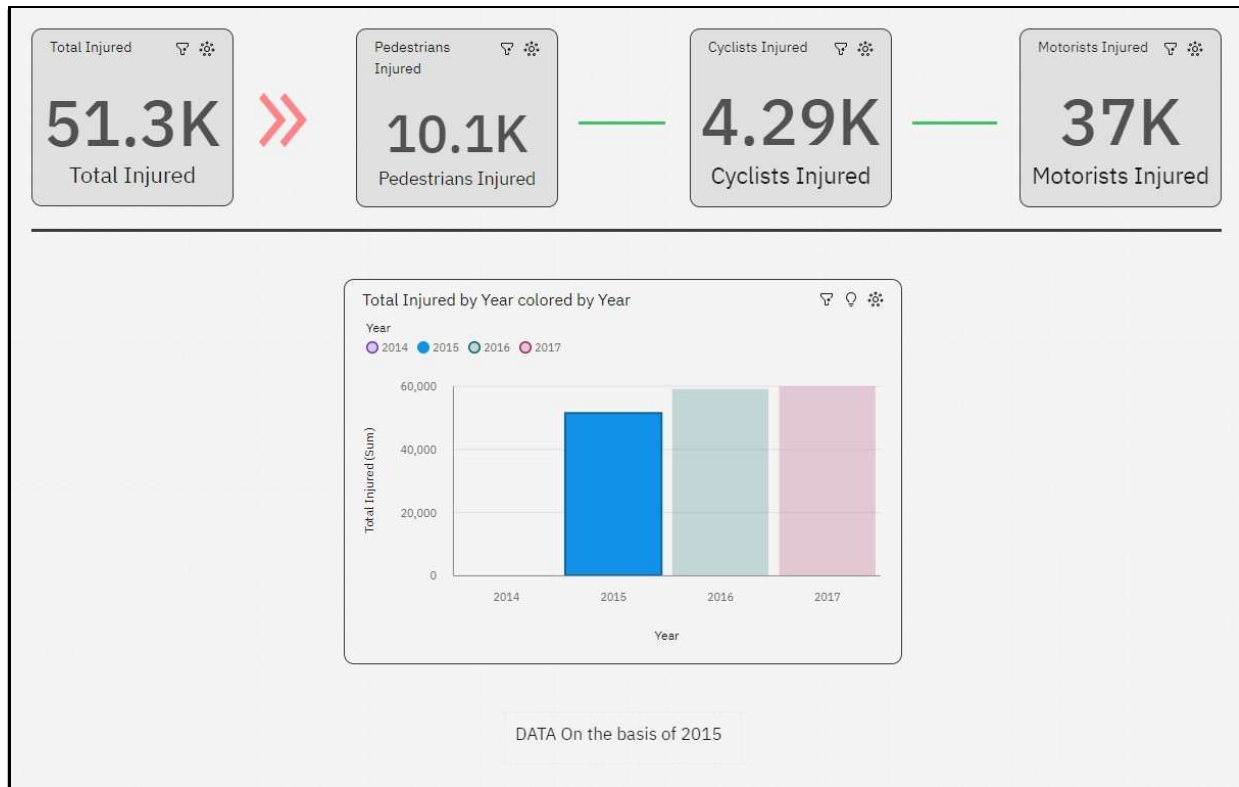 Total Injured
51.3K
Total Injured
Pedestrians
Injured
10.1K
Pedestrians Injured
Cyclists Injured
4.29K
Cyclists Injured
Motorists Injured
37K
Motorists Injured
Total Injured by Year colored by Year
Year
2014 2015 2016 2017
Total Injured (Sum)
60,000
40,000
20,000
0
2014 2015 2016 2017
Year
DATA On the basis of 2015